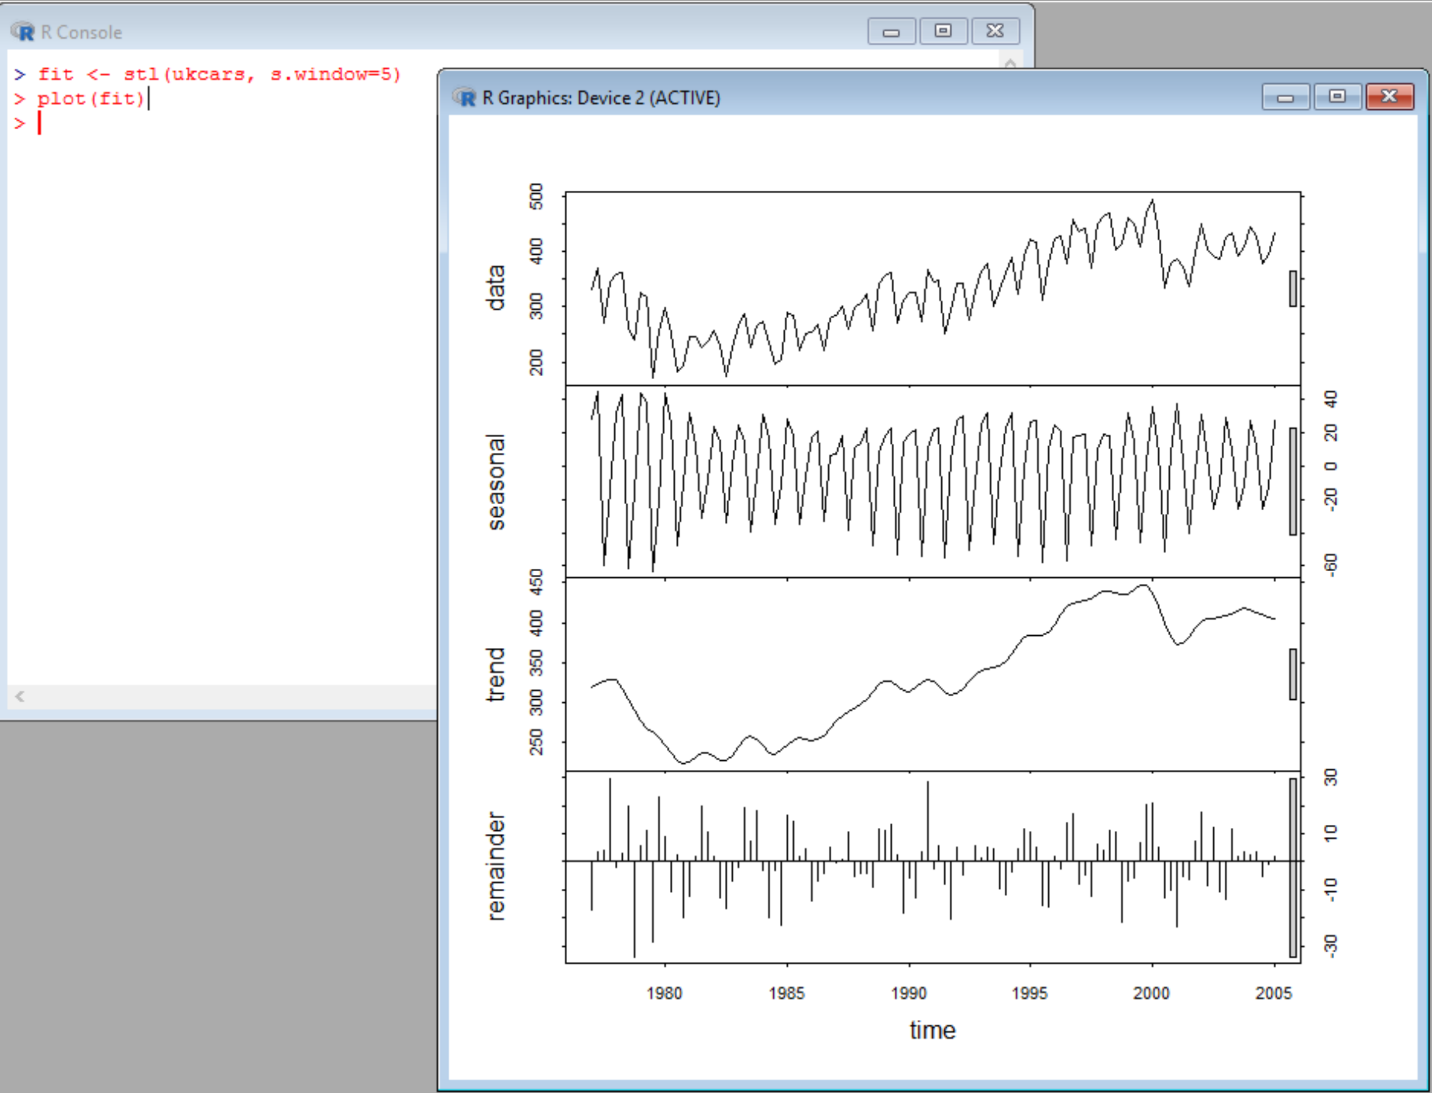 R Console
> fit <- stl(ukcars, s.window=5)
> plot(fit)
>
R Graphics: Device 2 (ACTIVE)
data
200 300 400 500
seasonal
-60 -20 0 20 40
trend
250 300 350 400 450
remainder
-30 -10 10 30
1980 1985 1990 1995 2000 2005
time